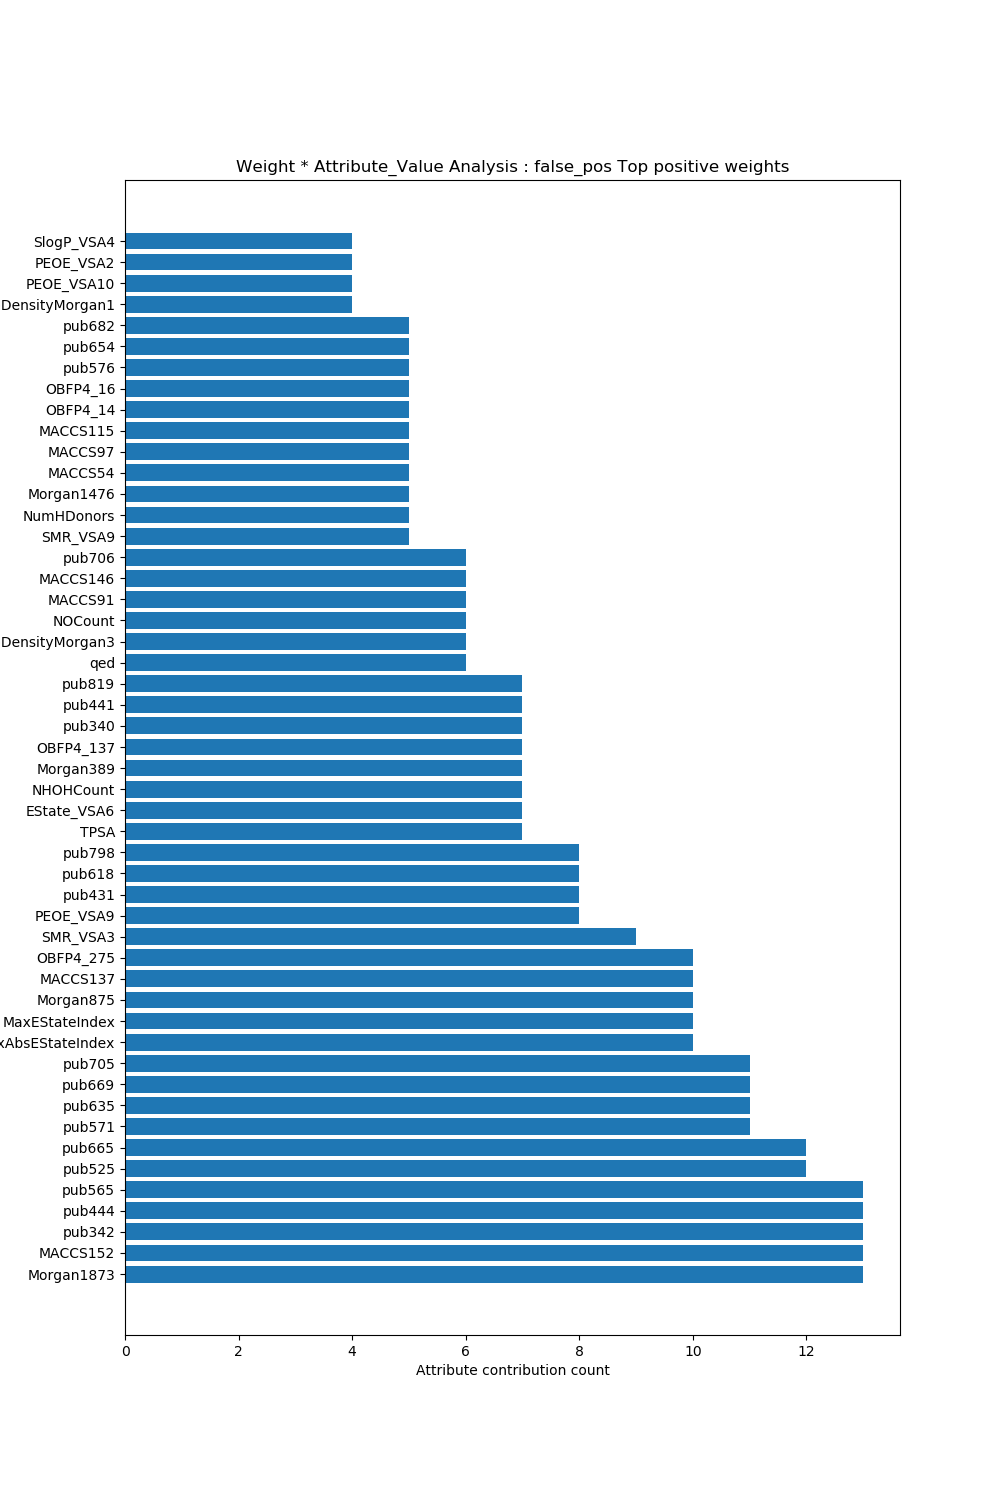 Weight * Attribute_Value Analysis : false_pos Top positive weights
SlogP_VSA4
PEOE_VSA2
PEOE_VSA10
DensityMorgan1
pub682
pub654
pub576
OBFP4_16
OBFP4_14
MACCS115
MACCS97
MACCS54
Morgan1476
NumHDonors
SMR_VSA9
pub706
MACCS146
MACCS91
NOCount
DensityMorgan3
qed
pub819
pub441
pub340
OBFP4_137
Morgan389
NHOHCount
EState_VSA6
TPSA
pub798
pub618
pub431
PEOE_VSA9
SMR_VSA3
OBFP4_275
MACCS137
Morgan875
MaxEStateIndex
xAbsEStateIndex
pub705
pub669
pub635
pub571
pub665
pub525
pub565
pub444
pub342
MACCS152
Morgan1873
0 2 4 6 8 10 12
Attribute contribution count